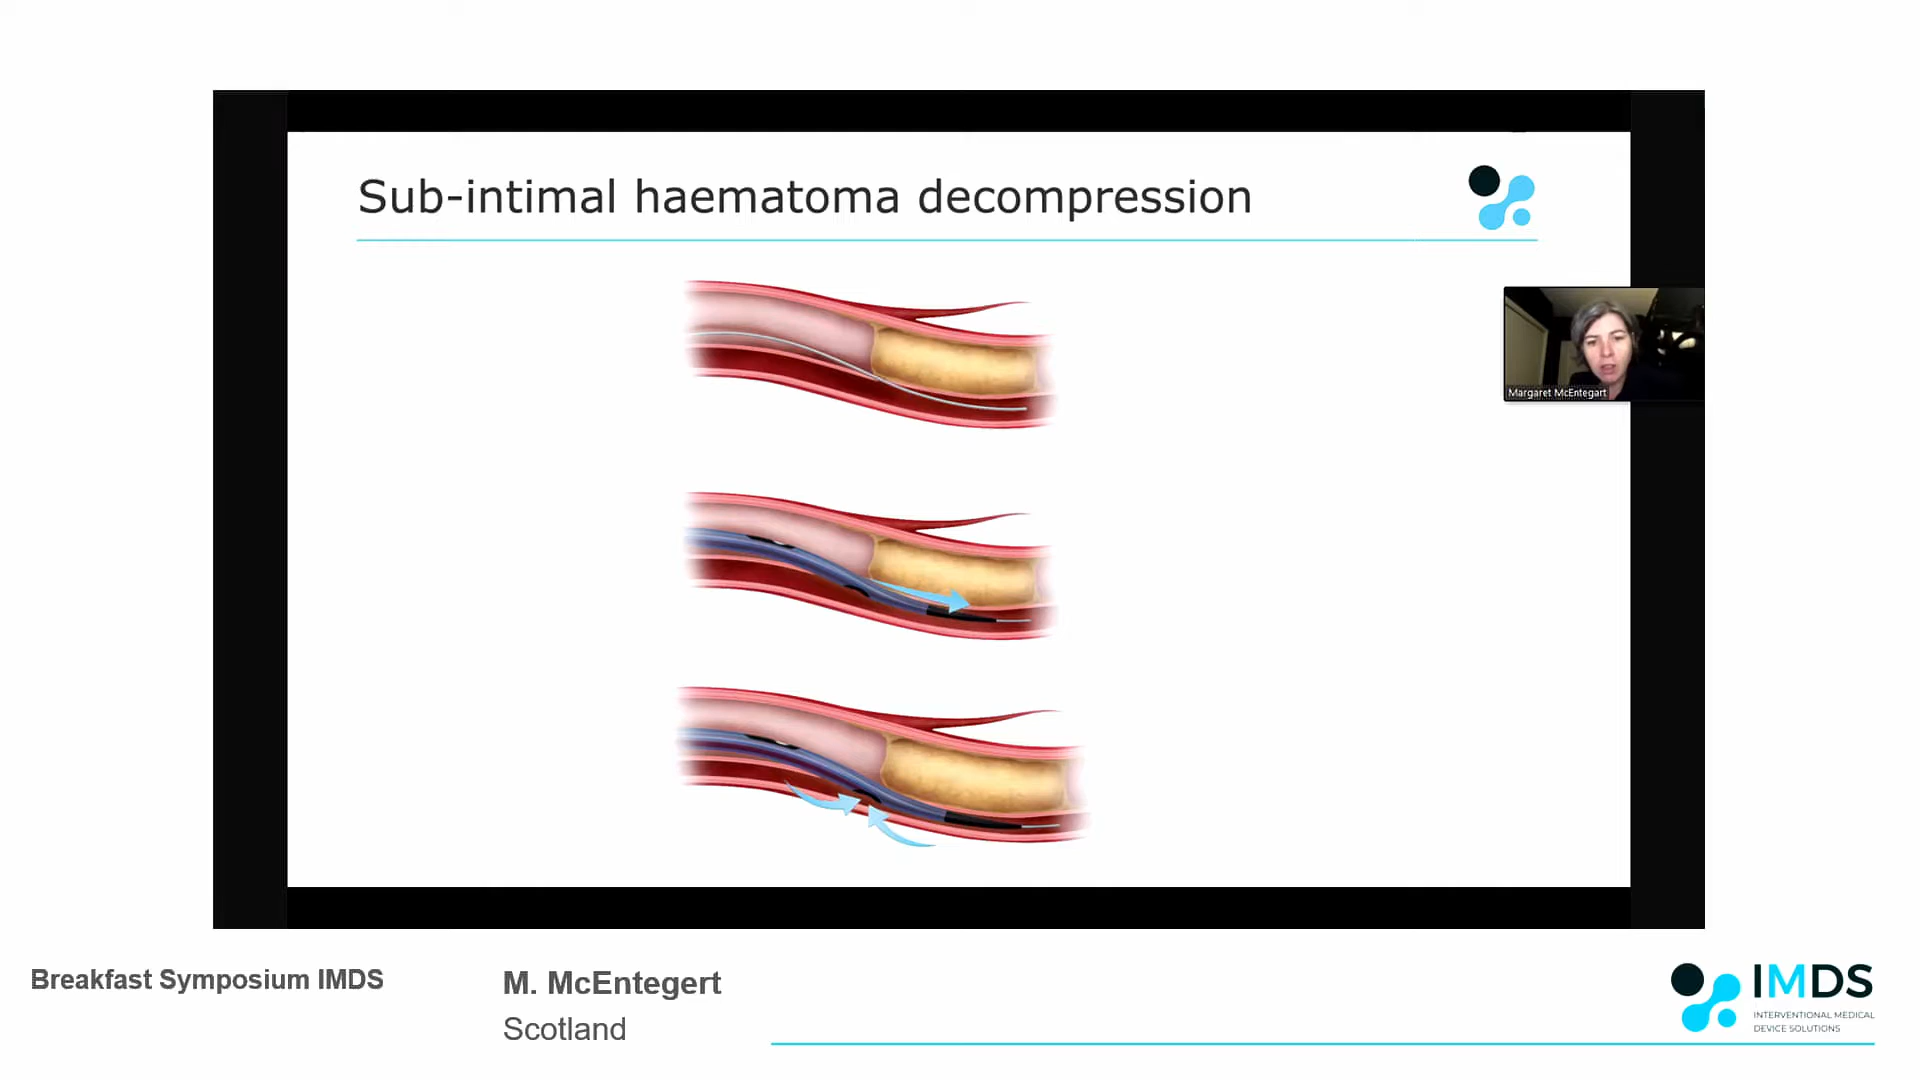 Sub-intimal haematoma decompression
Margaret McEntegart
Breakfast Symposium IMDS
M. McEntegert
Scotland
IMDS
INTERVENTIONAL MEDICAL
DEVICE SOLUTIONS